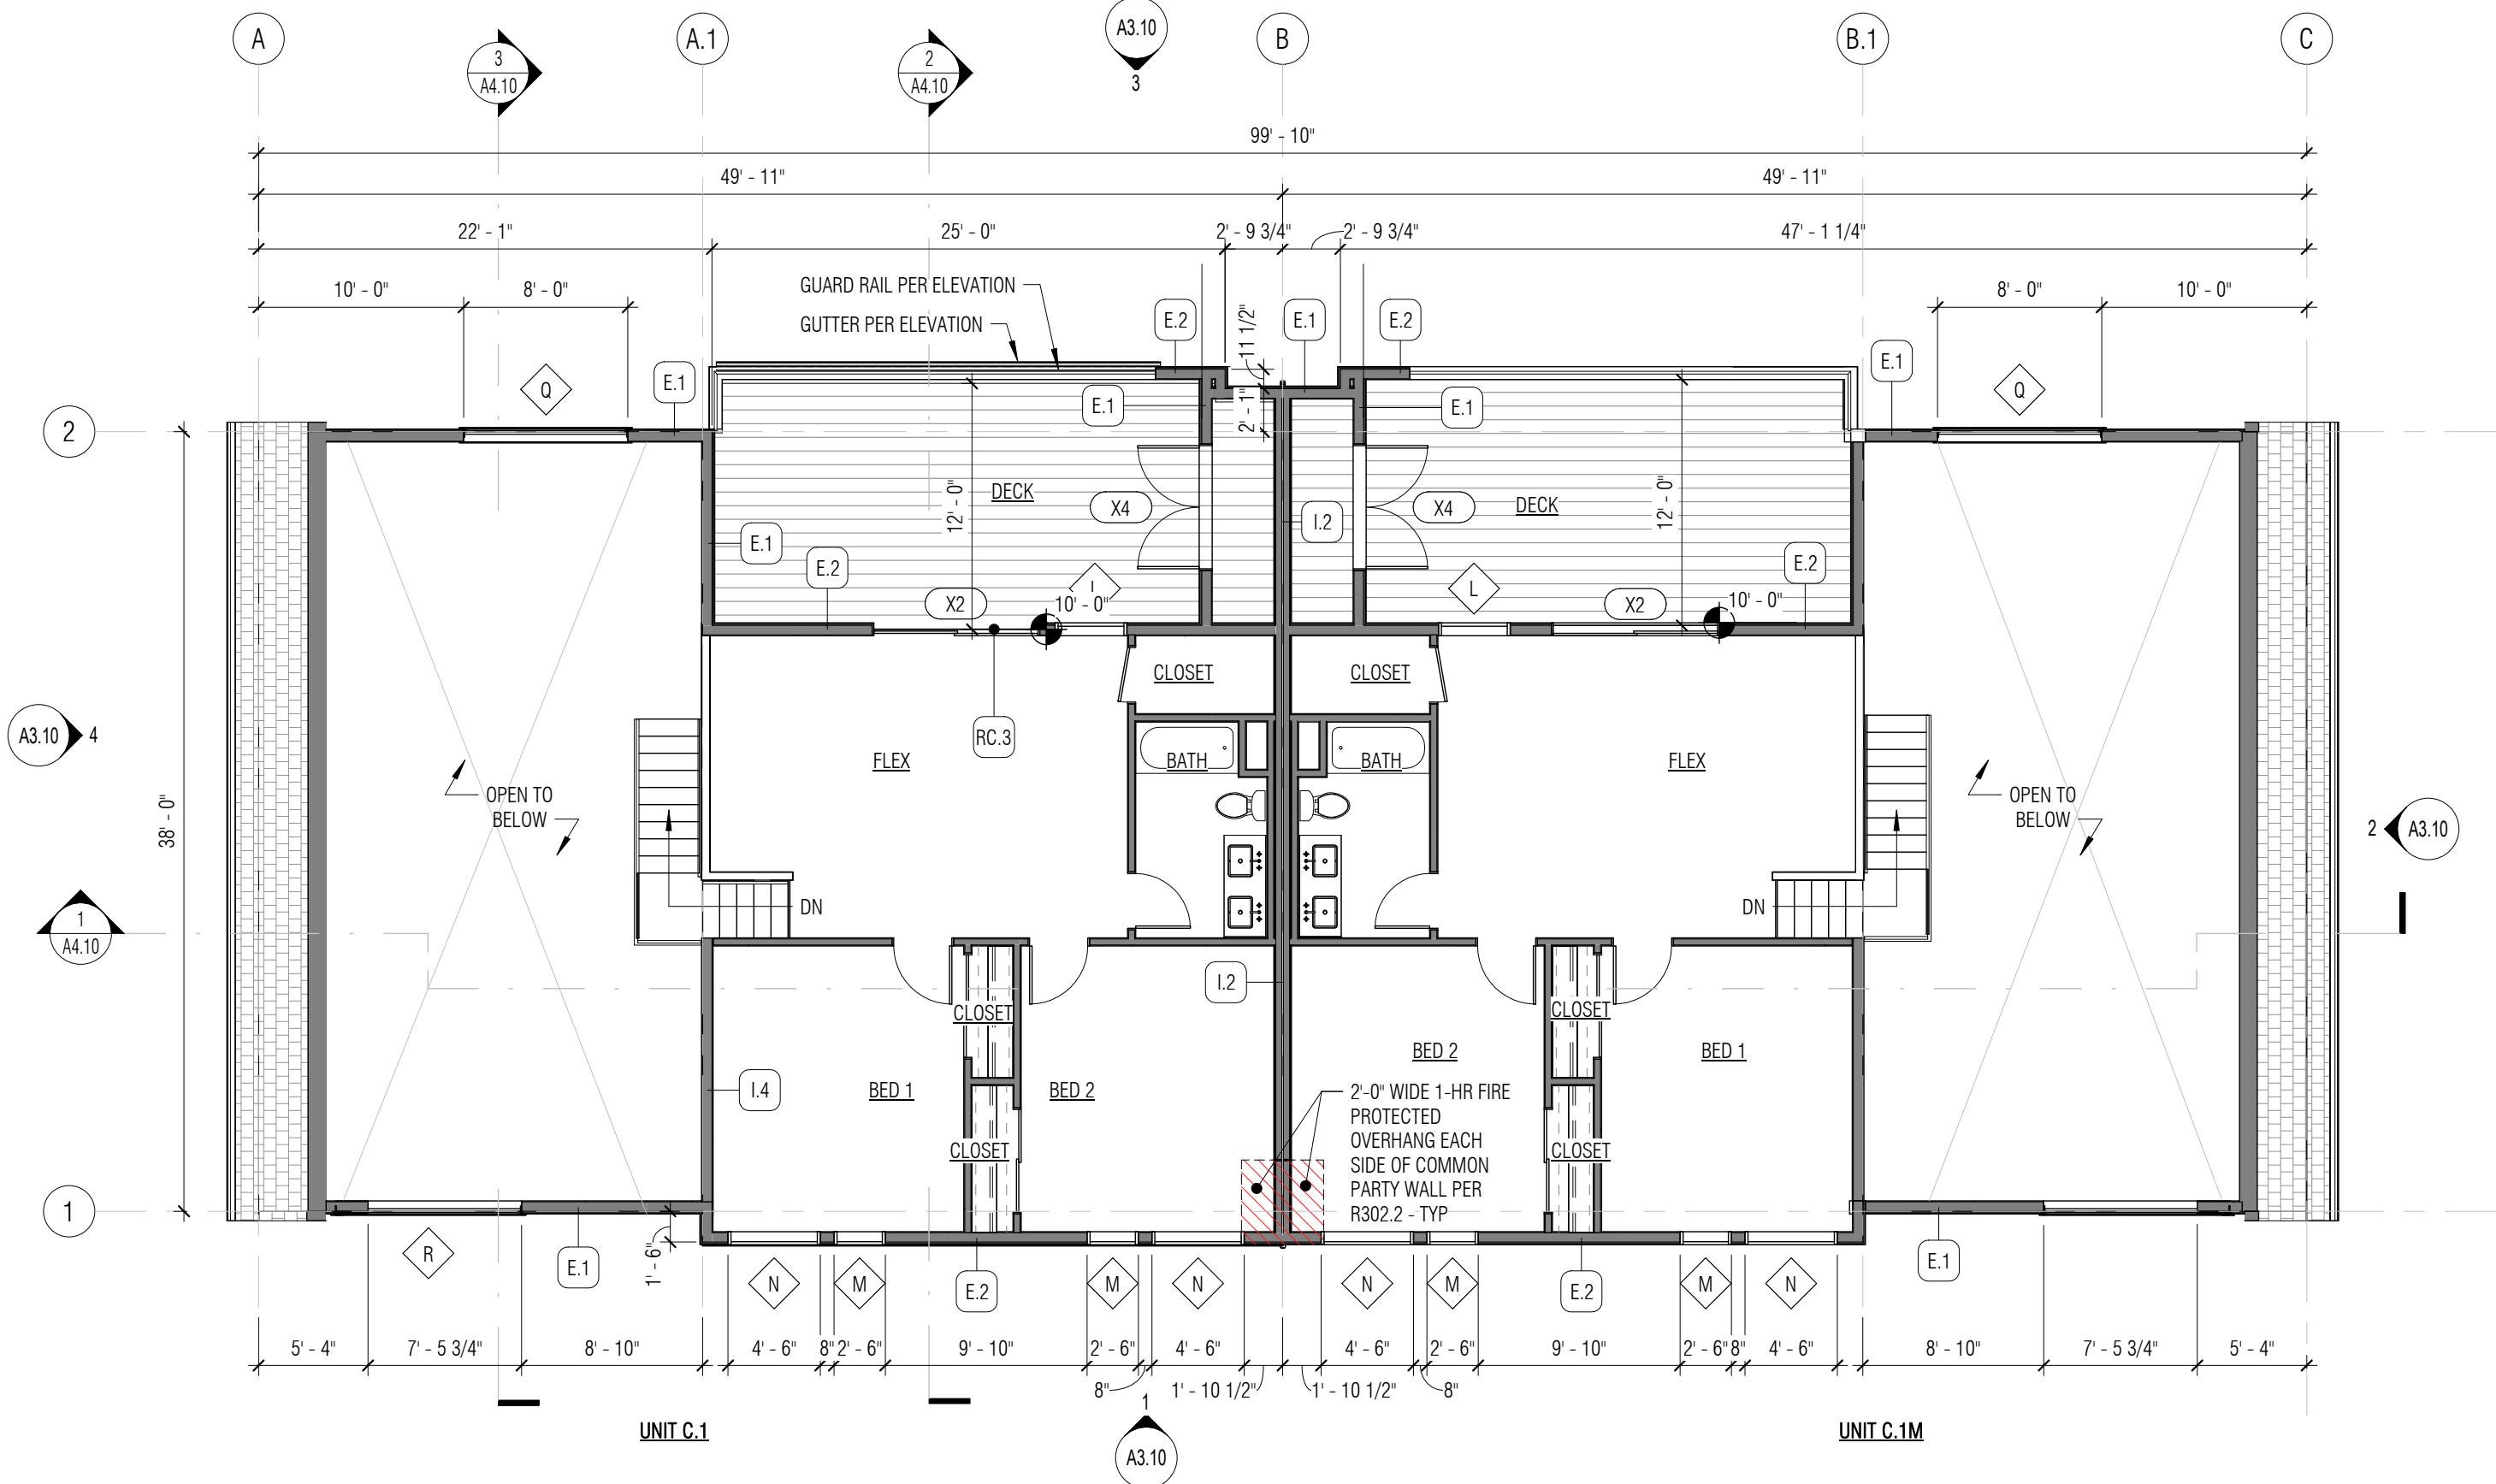 A
A.1
B
B.1
C
3
A4.10
2
A4.10
A3.10
3
99' - 10"
49' - 11"
49' - 11"
22' - 1"
25' - 0"
2' - 9 3/4"
2' - 9 3/4"
47' - 1 1/4"
10' - 0"
8' - 0"
8' - 0"
10' - 0"
GUARD RAIL PER ELEVATION
GUTTER PER ELEVATION
E.2
11 1/2"
E.1
E.2
E.1
Q
E.1
Q
2
E.1
2' - 1"
E.1
DECK
12' - 0"
X4
I.2
X4
DECK
12' - 0"
E.1
E.2
E.2
I
L
X2
10' - 0"
X2
10' - 0"
CLOSET
CLOSET
A3.10
4
RC.3
FLEX
BATH
BATH
FLEX
38' - 0"
OPEN TO
BELOW
OPEN TO
BELOW
2
A3.10
DN
DN
1
A4.10
I.2
CLOSET
CLOSET
BED 2
BED 1
I.4
BED 1
BED 2
2'-0" WIDE 1-HR FIRE
PROTECTED
OVERHANG EACH
SIDE OF COMMON
PARTY WALL PER
R302.2 - TYP
CLOSET
CLOSET
1
R
E.1
1' - 6"
N
M
E.2
M
N
N
M
E.2
M
N
E.1
5' - 4"
7' - 5 3/4"
8' - 10"
4' - 6"
8"
2' - 6"
9' - 10"
2' - 6"
4' - 6"
4' - 6"
2' - 6"
9' - 10"
2' - 6"
8"
4' - 6"
8' - 10"
7' - 5 3/4"
5' - 4"
8"
1' - 10 1/2"
1' - 10 1/2"
8"
1
A3.10
UNIT C.1
UNIT C.1M